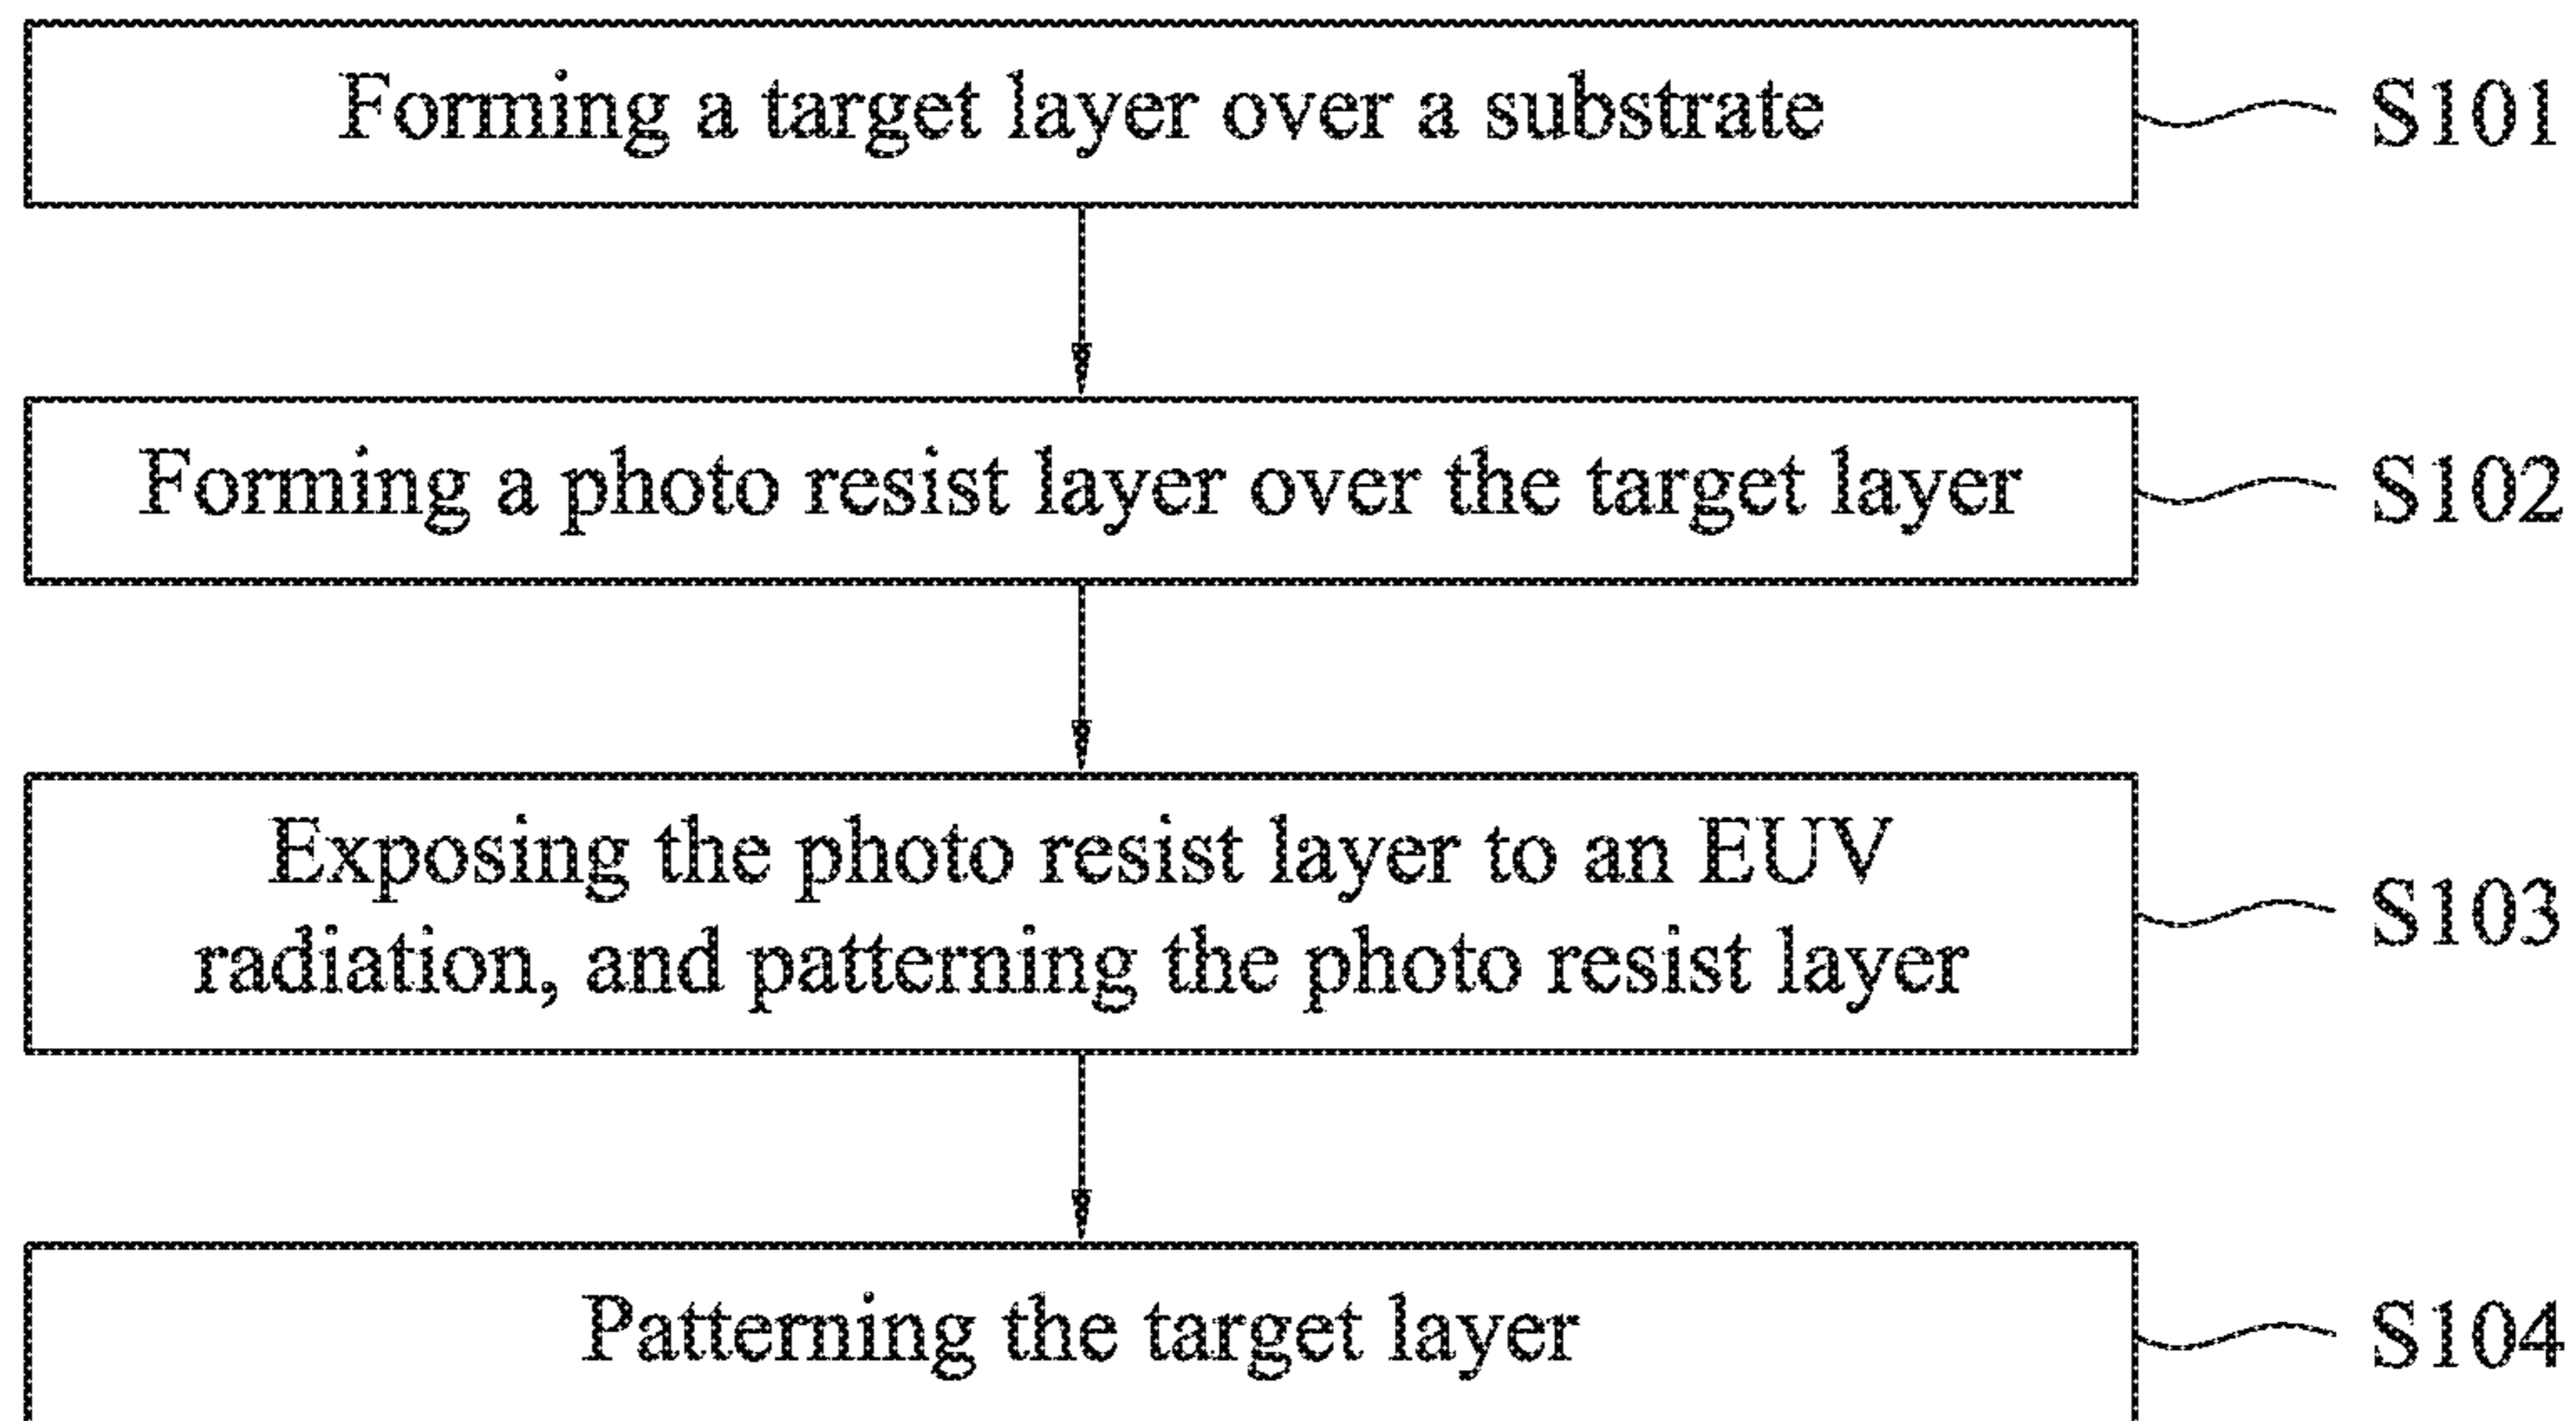 Forming a target layer over a substrate
S101
Forming a photo resist layer over the target layer
S102
Exposing the photo resist layer to an EUV
radiation, and patterning the photo resist layer
S103
Patterning the target layer
S104